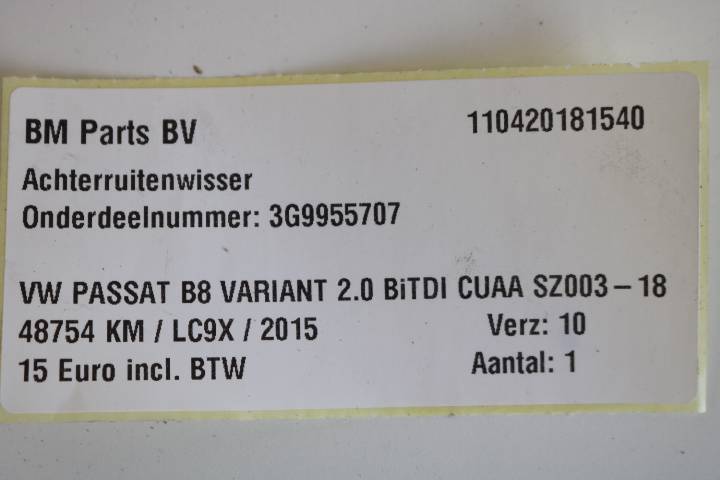 BM Parts BV 110420181540
Achterruitenwisser
Onderdeelnummer: 3G9955707
VW PASSAT B8 VARIANT 2.0 BiTDI CUAA SZ003-18
48754 KM / LC9X / 2015 Verz: 10
15 Euro incl. BTW Aantal: 1